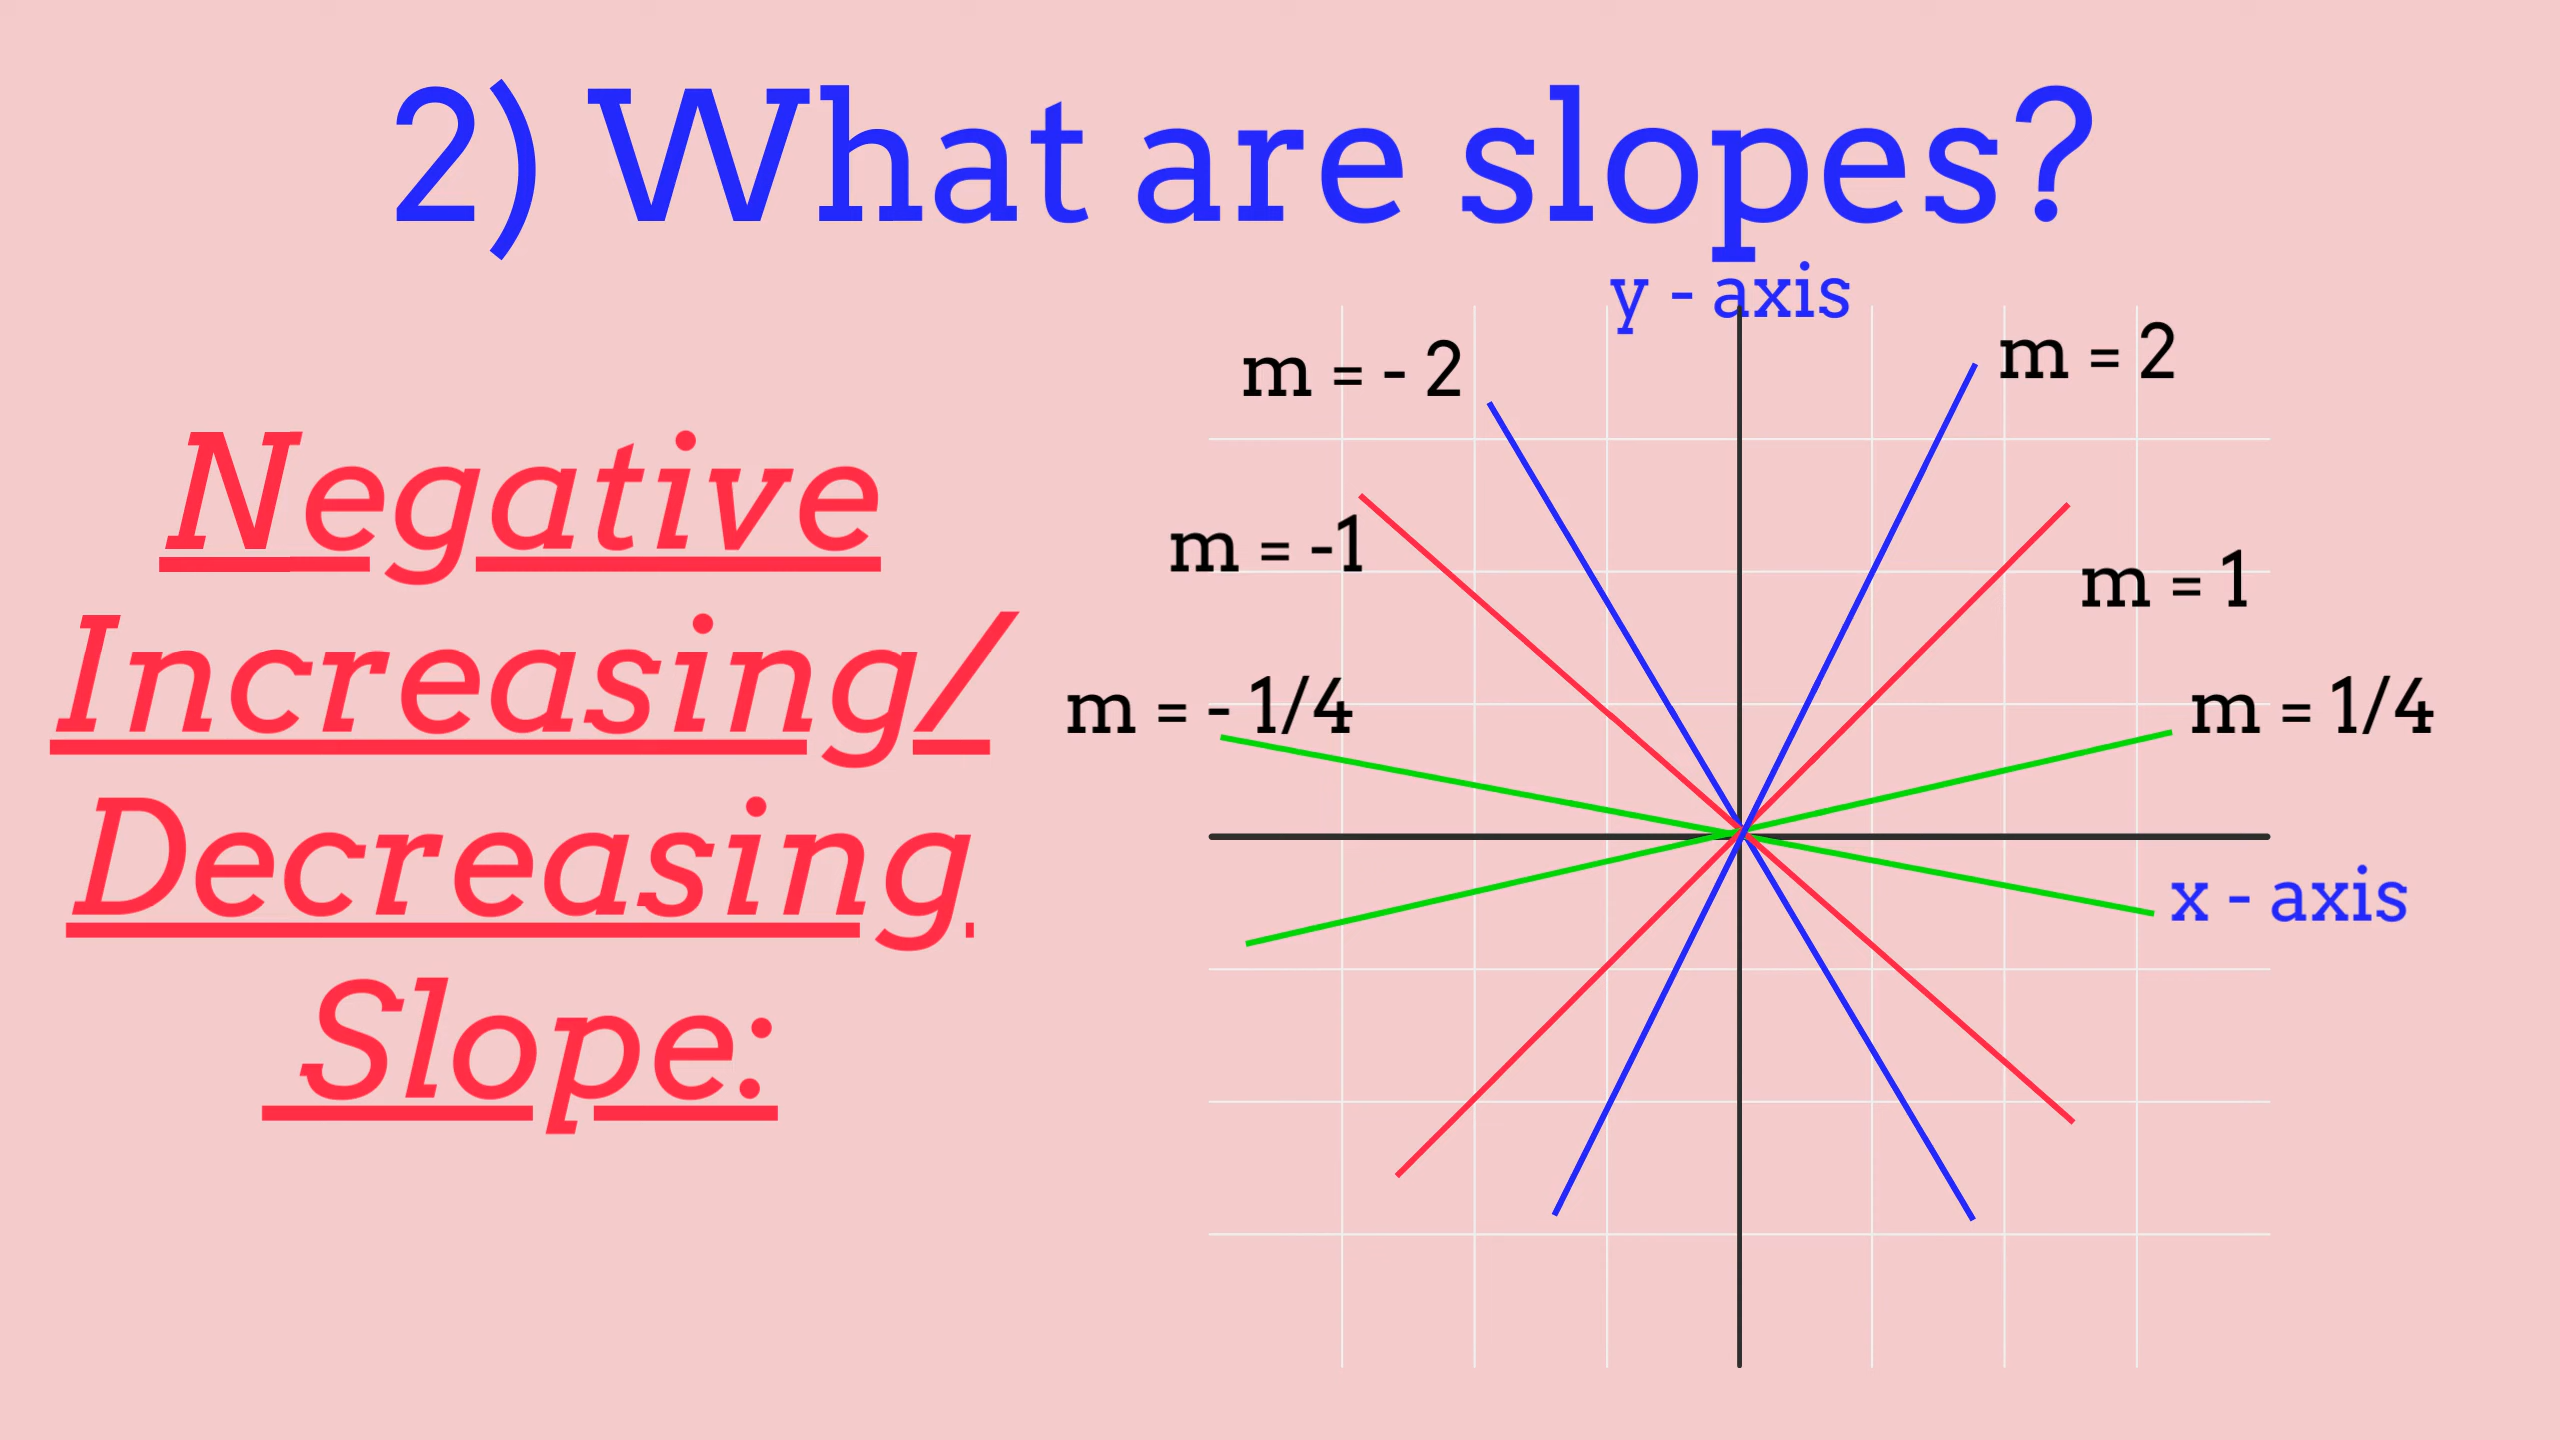 2) What are slopes?
Negative
Increasing/
Decreasing
Slope:
y - axis
m = - 2
m = 2
m = -1
m = 1
m = - 1/4
m = 1/4
x - axis